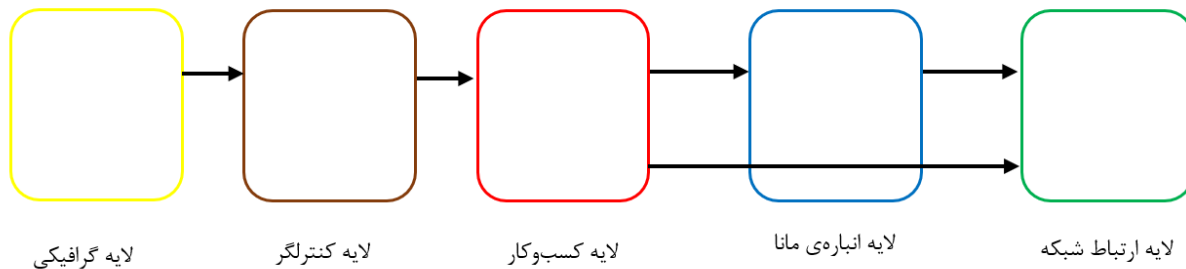 لایه ارتباط شبکه
لایه انباره‌ی مانا
لایه کسب‌وکار
لایه کنترلگر
لایه گرافیکی